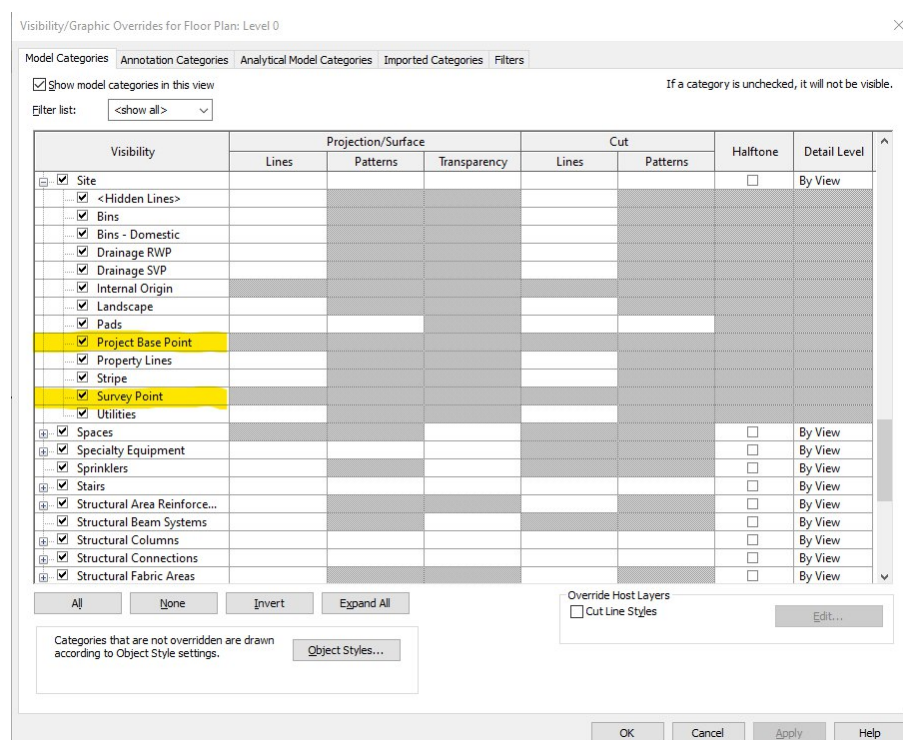 Visibility/Graphic Overrides for Floor Plan: Level 0
Model Categories Annotation Categories Analytical Model Categories Imported Categories Filters
Show model categories in this view
If a category is unchecked, it will not be visible.
Filter list: <show all>
Visibility Projection/Surface Cut Halftone Detail Level
Lines Patterns Transparency Lines Patterns
Site By View
<Hidden Lines>
Bins
Bins - Domestic
Drainage RWP
Drainage SVP
Internal Origin
Landscape
Pads
Project Base Point
Property Lines
Stripe
Survey Point
Utilities
Spaces By View
Specialty Equipment By View
Sprinklers By View
Stairs By View
Structural Area Reinforce... By View
Structural Beam Systems By View
Structural Columns By View
Structural Connections By View
Structural Fabric Areas By View
All None Invert Expand All
Override Host Layers
Cut Line Styles Edit...
Categories that are not overridden are drawn
according to Object Style settings.
Object Styles...
OK Cancel Apply Help